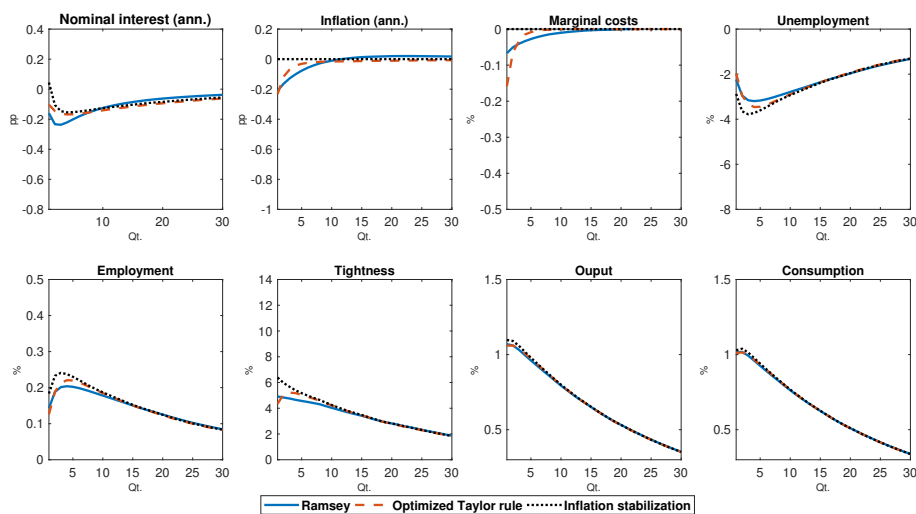 Nominal interest (ann.)
Inflation (ann.)
Marginal costs
Unemployment
0.4
0.2
0
-0.2
-0.4
-0.6
-0.8
pp
10 20 30
Qt.
0.2
0
-0.2
-0.4
-0.6
-0.8
-1
pp
10 20 30
Qt.
0
-0.1
-0.2
-0.3
-0.4
-0.5
%
5 10 15 20 25 30
Qt.
0
-2
-4
-6
-8
%
5 10 15 20 25 30
Qt.
Employment
Tightness
Ouput
Consumption
0.5
0.4
0.3
0.2
0.1
0
%
5 10 15 20 25 30
Qt.
14
12
10
8
6
4
2
0
%
5 10 15 20 25 30
Qt.
1.5
1
0.5
%
5 10 15 20 25 30
Qt.
1.5
1
0.5
%
5 10 15 20 25 30
Qt.
Ramsey Optimized Taylor rule Inflation stabilization